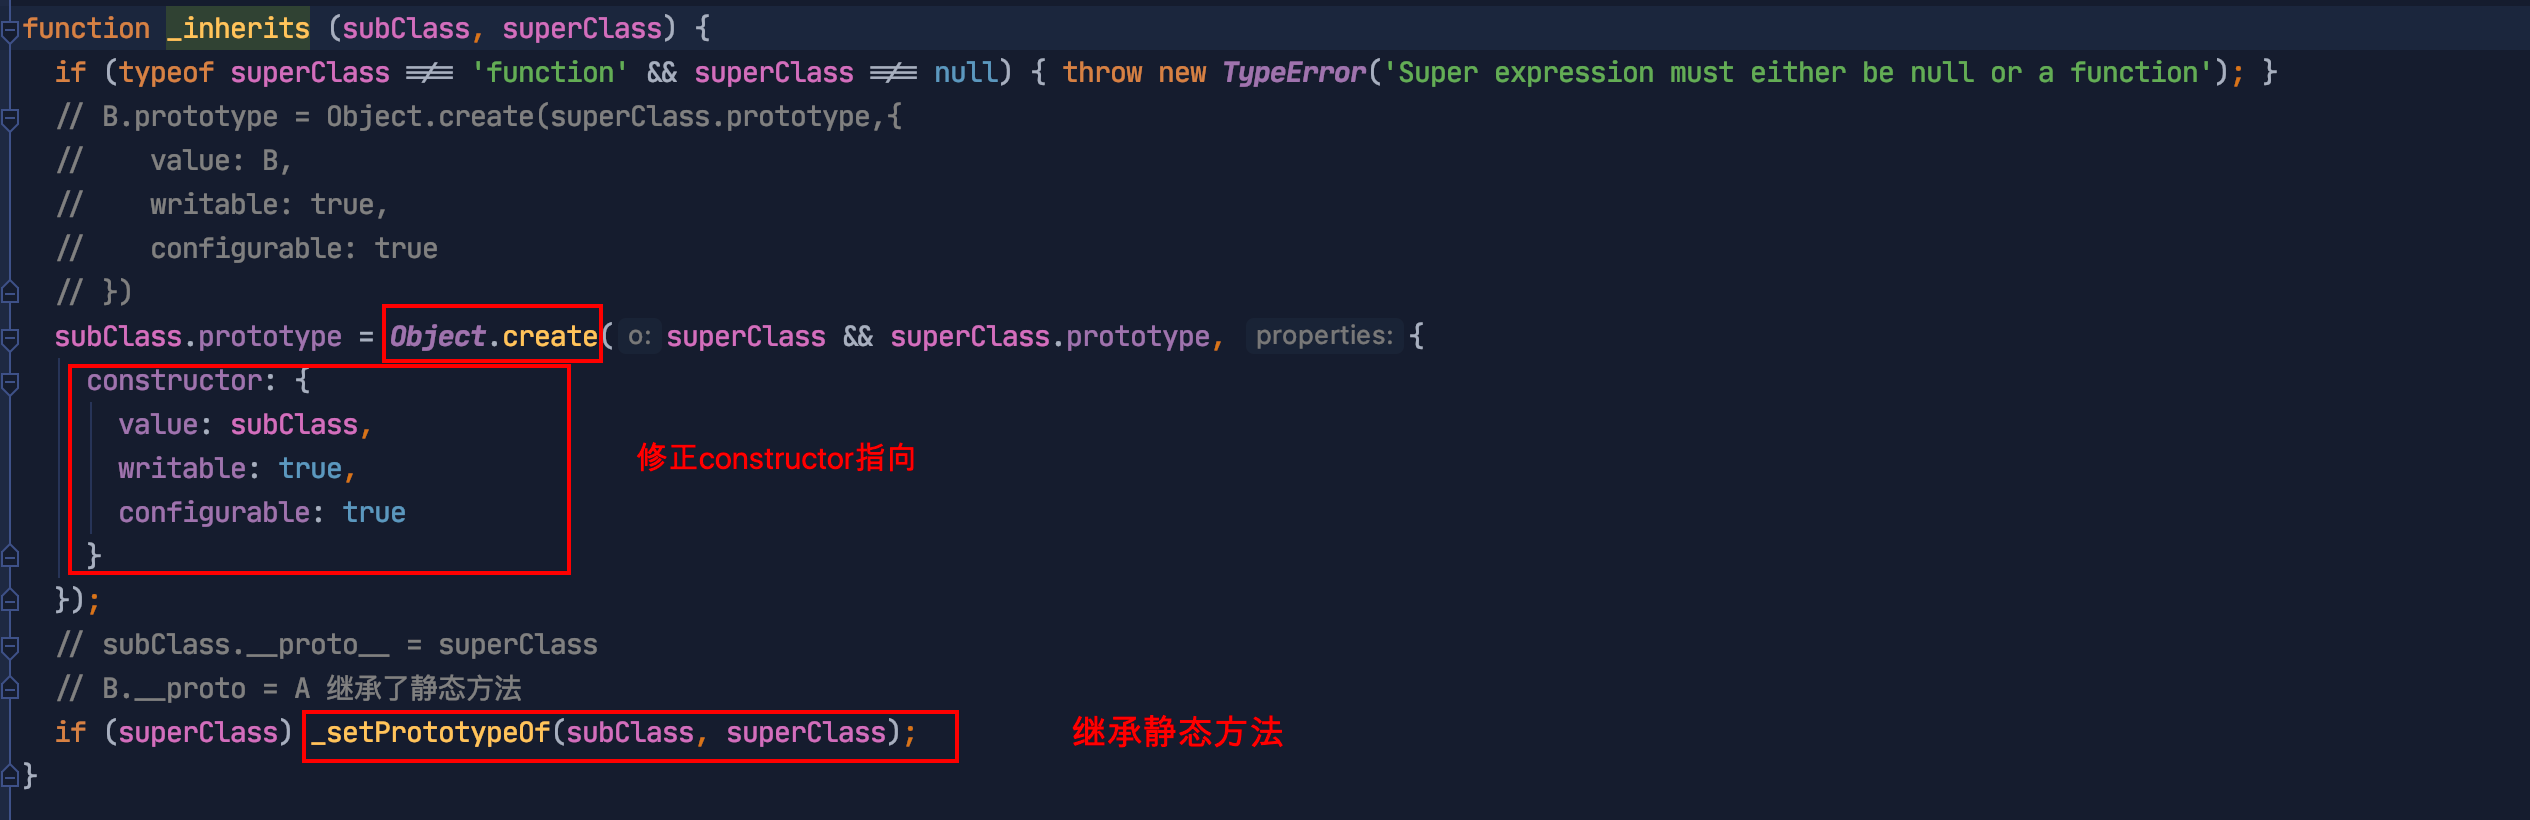 function _inherits (subClass, superClass) {
if (typeof superClass !== 'function' && superClass !== null) { throw new TypeError('Super expression must either be null or a function'); }
// B.prototype = Object.create(superClass.prototype,{
// value: B,
// writable: true,
// configurable: true
// })
subClass.prototype = Object.create( o: superClass && superClass.prototype, properties: {
constructor: {
value: subClass,
修正constructor指向
writable: true,
configurable: true
}
});
// subClass.__proto__ = superClass
// B.__proto = A 继承了静态方法
if (superClass) _setPrototypeOf(subClass, superClass);
继承静态方法
}